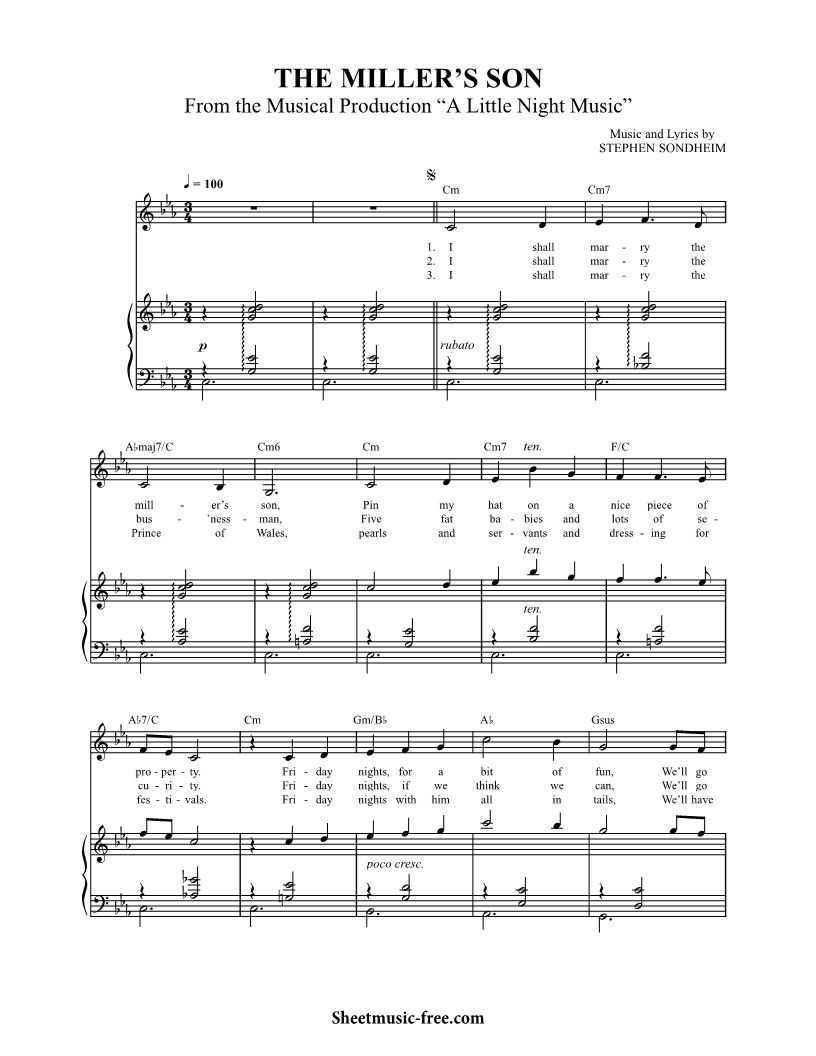 THE MILLER'S SON
From the Musical Production “A Little Night Music”
Music and Lyrics by
STEPHEN SONDHEIM
♩ = 100
Cm Cm7
1. I shall mar - ry the
2. I shall mar - ry the
3. I shall mar - ry the
p rubato
A♭maj7/C Cm6 Cm Cm7 ten. F/C
mill - er's son, Pin my hat on a nice piece of
bus - 'ness - man, Five fat ba - bies and lots of se -
Prince of Wales, pearls and ser - vants and dress - ing for
ten.
ten.
A♭7/C Cm Gm/B♭ A♭ Gsus
pro - per - ty. Fri - day nights, for a bit of fun, We'll go
cu - ri - ty. Fri - day nights, if we think we can, We'll go
fes - ti - vals. Fri - day nights with him all in tails, We'll have
poco cresc.
Sheetmusic-free.com